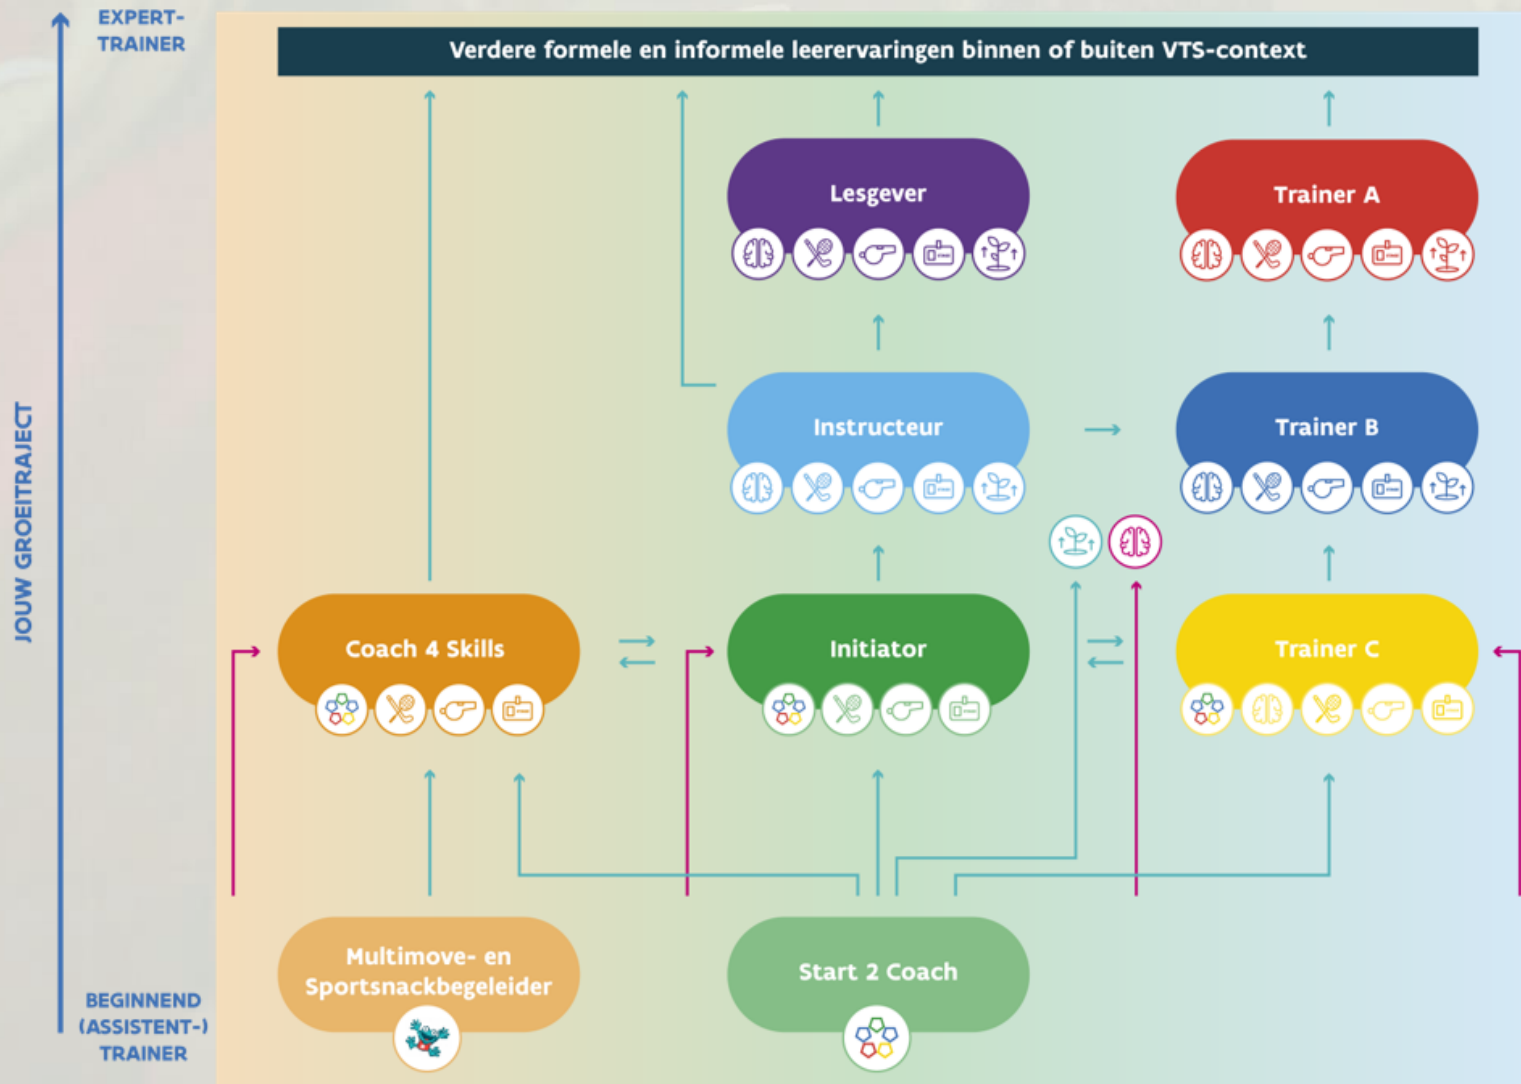 EXPERT-
TRAINER
Verdere formele en informele leerervaringen binnen of buiten VTS-context
Lesgever
Trainer A
Instructeur
Trainer B
JOUW GROEITRAJECT
Coach 4 Skills
Initiator
Trainer C
Multimove- en
Sportsnackbegeleider
Start 2 Coach
BEGINNEND
(ASSISTENT-)
TRAINER